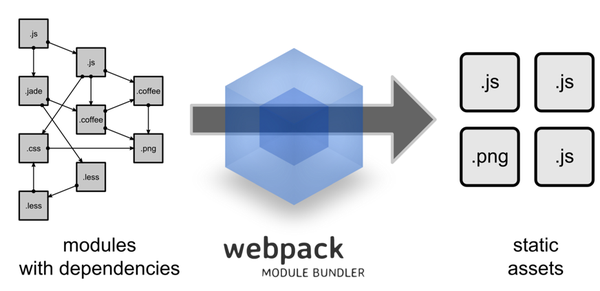 .js
.js
.jade
.coffee
.coffee
.css
.png
.less
.less
.js
.js
.png
.js
webpack
MODULE BUNDLER
modules
with dependencies
static
assets